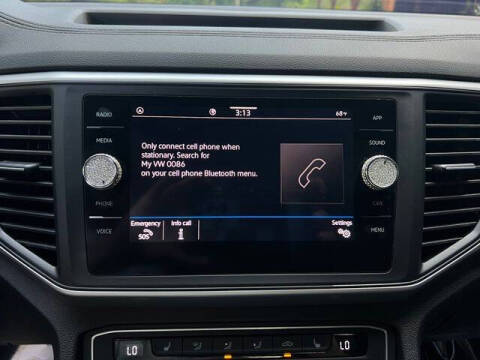 3:13
68°F
RADIO
MEDIA
PHONE
VOICE
APP
SOUND
CAR
MENU
Only connect cell phone when
stationary. Search for
My VW 0086
on your cell phone Bluetooth menu.
Emergency
SOS
Info call
i
Settings
LO
LO